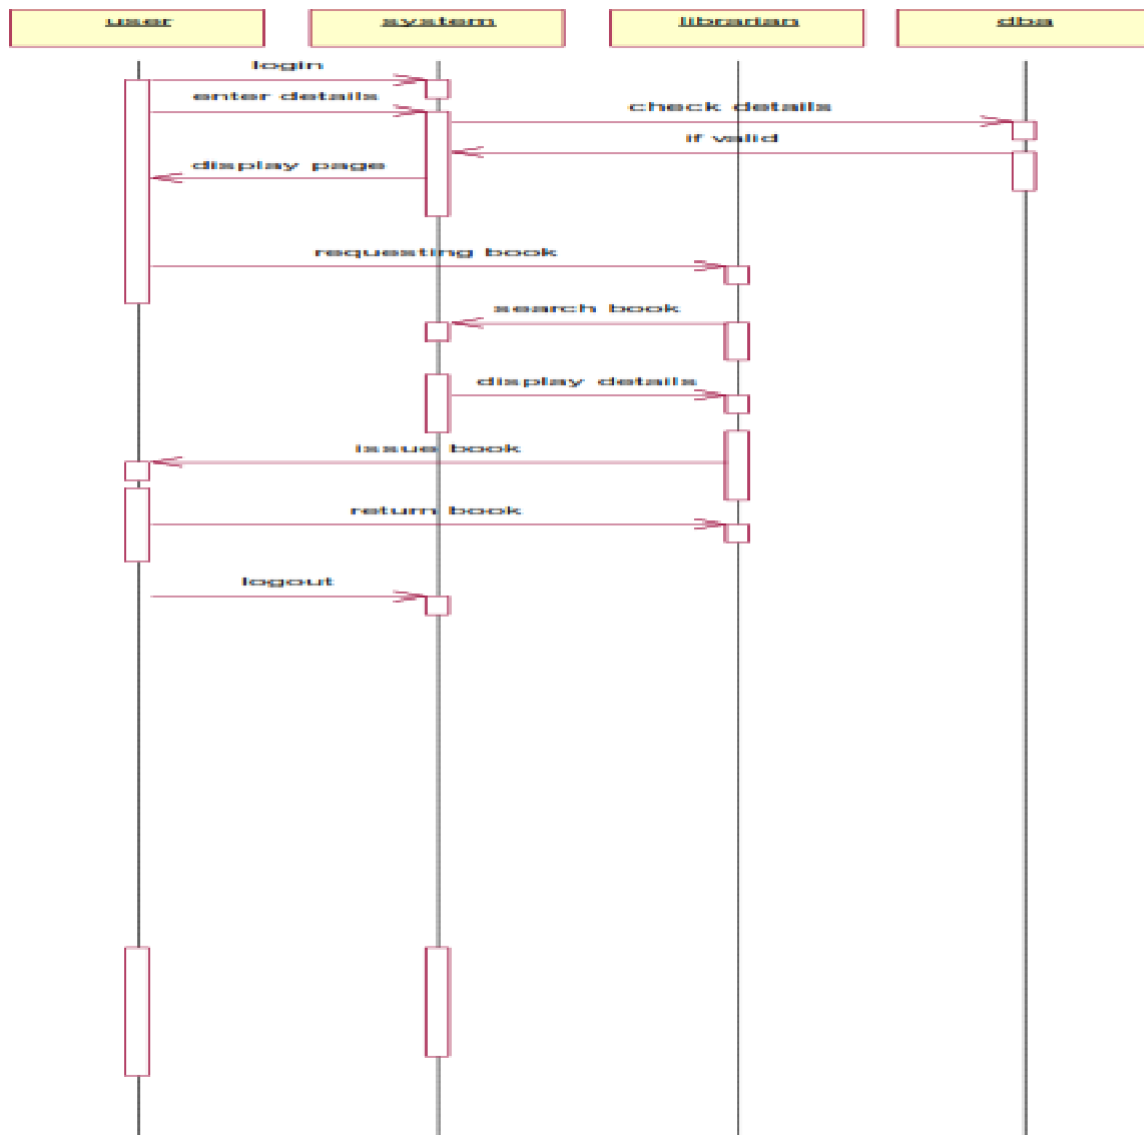 user system librarian dba
login
enter details
check details
if valid
display page
requesting book
search book
display details
issue book
return book
logout